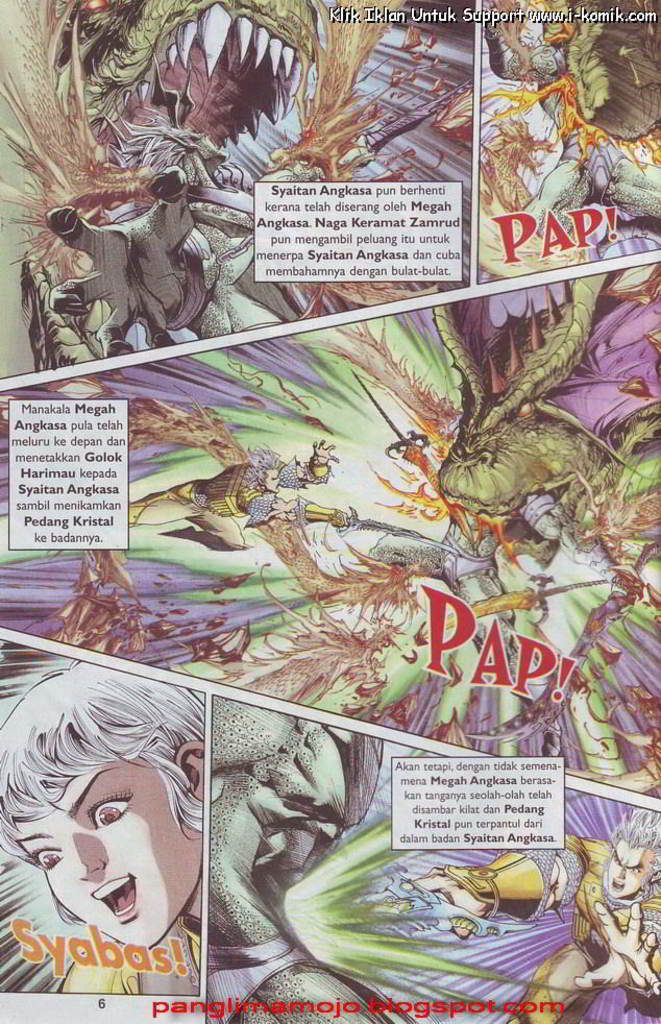 Klik Iklan Untuk Support www.i-komik.com
Syaitan Angkasa pun berhenti
kerana telah diserang oleh Megah
Angkasa. Naga Keramat Zamrud
pun mengambil peluang itu untuk
menerpa Syaitan Angkasa dan cuba
membahamnya dengan bulat-bulat.
PAP!
Manakala Megah
Angkasa pula telah
meluru ke depan dan
menetakkan Golok
Harimau kepada
Syaitan Angkasa
sambil menikamkan
Pedang Kristal
ke badannya.
PAP!
Syabas!
Akan tetapi, dengan tidak semena-
mena Megah Angkasa berasa-
kan tanganya seolah-olah telah
disambar kilat dan Pedang
Kristal pun terpantul dari
dalam badan Syaitan Angkasa.
6
panglimamojo.blogspot.com